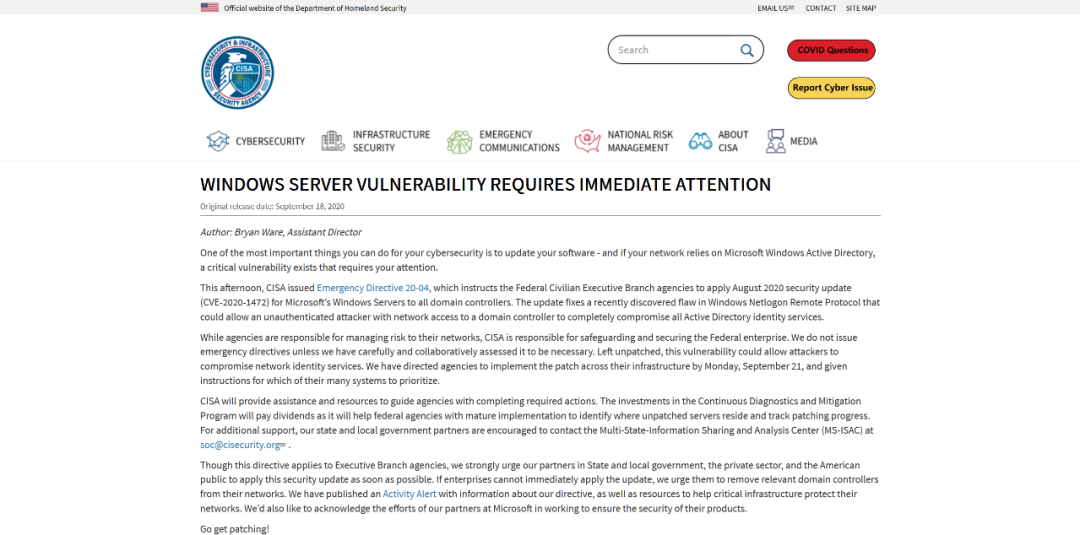 Official website of the Department of Homeland Security
EMAIL US CONTACT SITE MAP
CYBERSECURITY & INFRASTRUCTURE
CISA
SECURITY AGENCY
Search
COVID Questions
Report Cyber Issue
CYBERSECURITY
INFRASTRUCTURE
SECURITY
EMERGENCY
COMMUNICATIONS
NATIONAL RISK
MANAGEMENT
ABOUT
CISA
MEDIA
WINDOWS SERVER VULNERABILITY REQUIRES IMMEDIATE ATTENTION
Original release date: September 18, 2020
Author: Bryan Ware, Assistant Director
One of the most important things you can do for your cybersecurity is to update your software - and if your network relies on Microsoft Windows Active Directory,
a critical vulnerability exists that requires your attention.
This afternoon, CISA issued Emergency Directive 20-04, which instructs the Federal Civilian Executive Branch agencies to apply August 2020 security update
(CVE-2020-1472) for Microsoft's Windows Servers to all domain controllers. The update fixes a recently discovered flaw in Windows Netlogon Remote Protocol that
could allow an unauthenticated attacker with network access to a domain controller to completely compromise all Active Directory identity services.
While agencies are responsible for managing risk to their networks, CISA is responsible for safeguarding and securing the Federal enterprise. We do not issue
emergency directives unless we have carefully and collaboratively assessed it to be necessary. Left unpatched, this vulnerability could allow attackers to
compromise network identity services. We have directed agencies to implement the patch across their infrastructure by Monday, September 21, and given
instructions for which of their many systems to prioritize.
CISA will provide assistance and resources to guide agencies with completing required actions. The investments in the Continuous Diagnostics and Mitigation
Program will pay dividends as it will help federal agencies with mature implementation to identify where unpatched servers reside and track patching progress.
For additional support, our state and local government partners are encouraged to contact the Multi-State-Information Sharing and Analysis Center (MS-ISAC) at
soc@cisecurity.org .
Though this directive applies to Executive Branch agencies, we strongly urge our partners in State and local government, the private sector, and the American
public to apply this security update as soon as possible. If enterprises cannot immediately apply the update, we urge them to remove relevant domain controllers
from their networks. We have published an Activity Alert with information about our directive, as well as resources to help critical infrastructure protect their
networks. We'd also like to acknowledge the efforts of our partners at Microsoft in working to ensure the security of their products.
Go get patching!